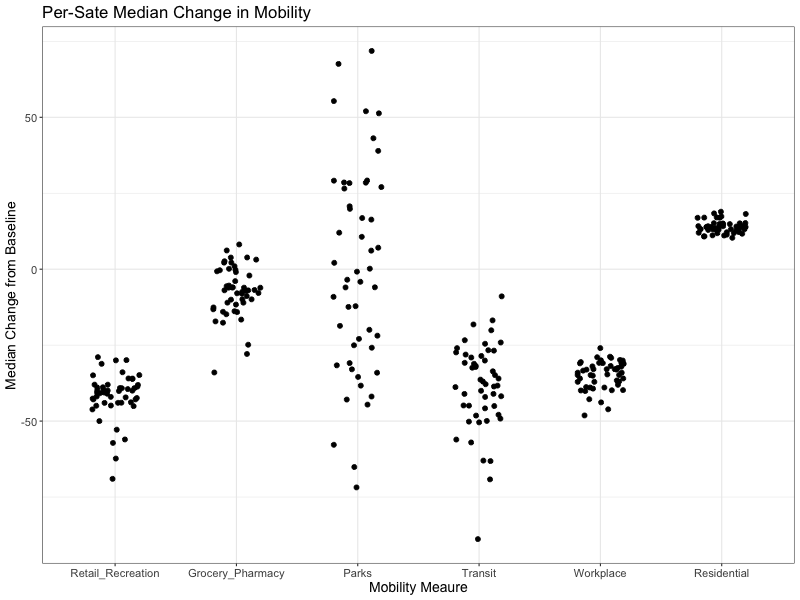 Per-Sate Median Change in Mobility
Median Change from Baseline
50
0
-50
Retail_Recreation Grocery_Pharmacy Parks Transit Workplace Residential
Mobility Meaure